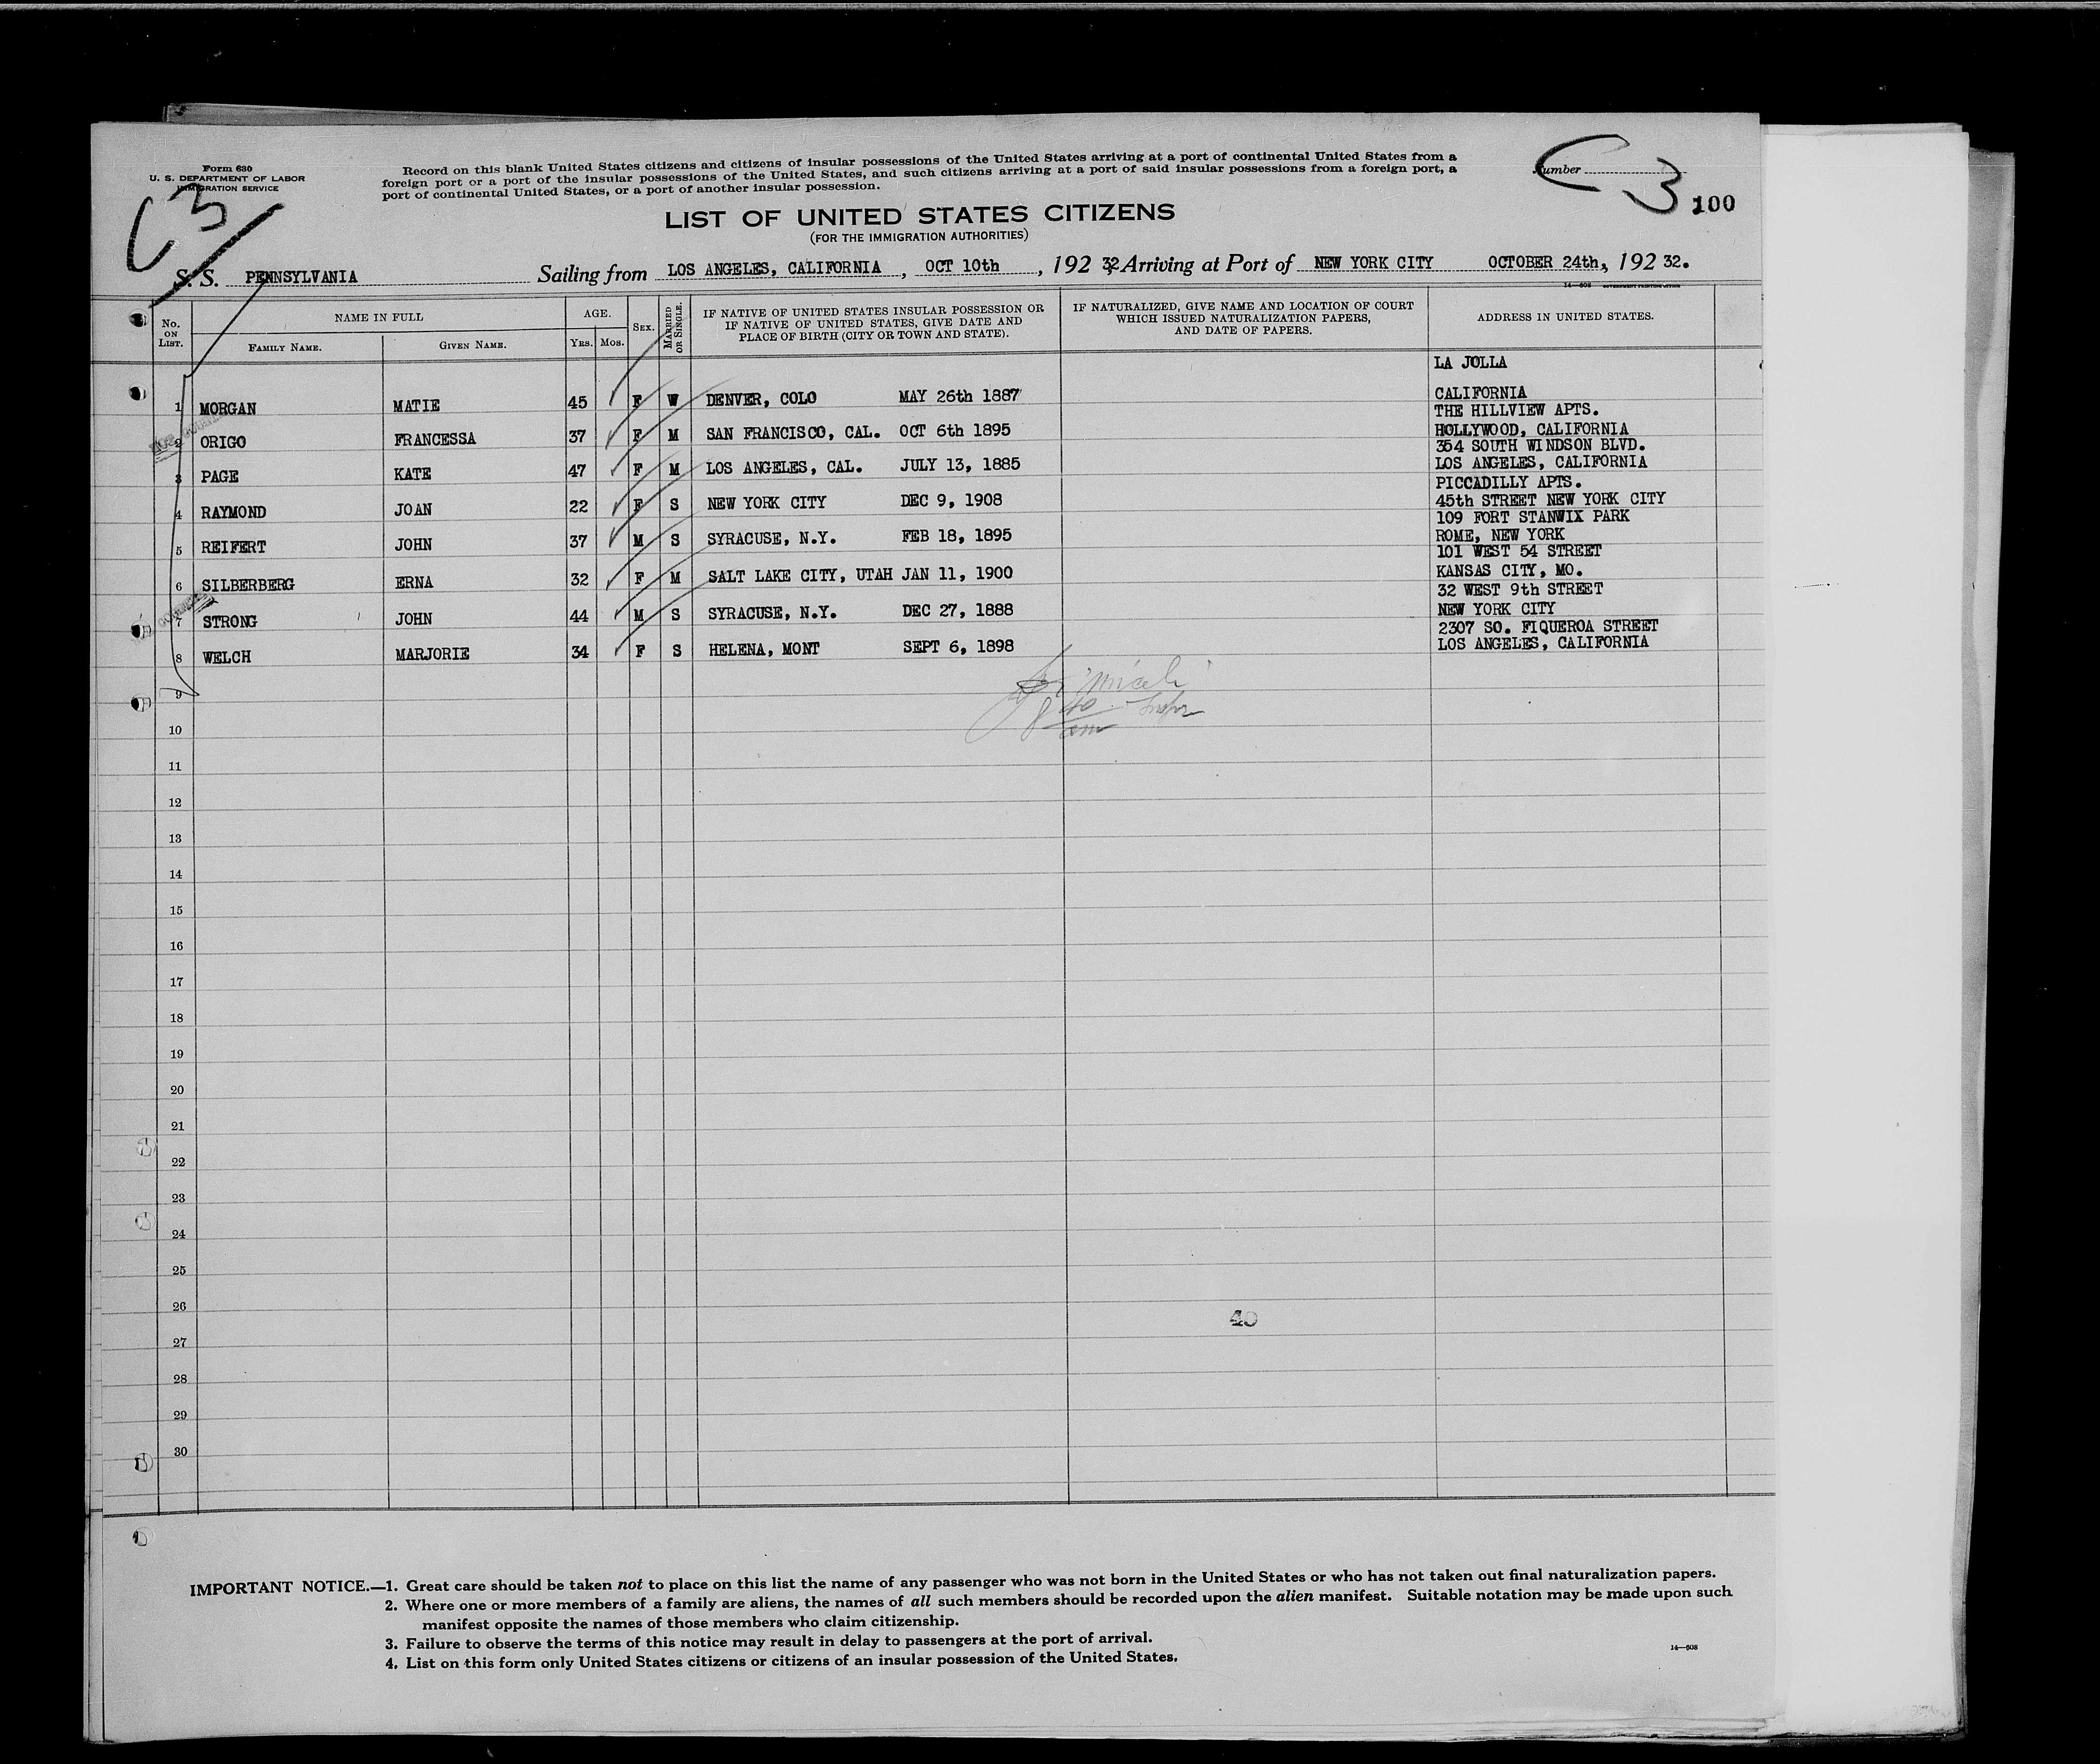 Form 630
U. S. DEPARTMENT OF LABOR
IMMIGRATION SERVICE
Record on this blank United States citizens and citizens of insular possessions of the United States arriving at a port of continental United States from a
foreign port or a port of the insular possessions of the United States, and such citizens arriving at a port of said insular possessions from a foreign port, a
port of continental United States, or a port of another insular possession.
Number
C 3
C 3
100
LIST OF UNITED STATES CITIZENS
(FOR THE IMMIGRATION AUTHORITIES)
S. S. PENNSYLVANIA Sailing from LOS ANGELES, CALIFORNIA, OCT 10th, 192 32 Arriving at Port of NEW YORK CITY OCTOBER 24th, 192 32.
14—608 GOVERNMENT PRINTING OFFICE
No. ON LIST.
NAME IN FULL
FAMILY NAME.
GIVEN NAME.
AGE.
YRS.
MOS.
SEX.
MARRIED OR SINGLE.
IF NATIVE OF UNITED STATES INSULAR POSSESSION OR
IF NATIVE OF UNITED STATES, GIVE DATE AND
PLACE OF BIRTH (CITY OR TOWN AND STATE).
IF NATURALIZED, GIVE NAME AND LOCATION OF COURT
WHICH ISSUED NATURALIZATION PAPERS,
AND DATE OF PAPERS.
ADDRESS IN UNITED STATES.
LA JOLLA
1 MORGAN MATIE 45 F W DENVER, COLO MAY 26th 1887 CALIFORNIA
THE HILLVIEW APTS.
2 ORIGO FRANCESSA 37 F M SAN FRANCISCO, CAL. OCT 6th 1895 HOLLYWOOD, CALIFORNIA
354 SOUTH WINDSON BLVD.
3 PAGE KATE 47 F M LOS ANGELES, CAL. JULY 13, 1885 LOS ANGELES, CALIFORNIA
PICCADILLY APTS.
4 RAYMOND JOAN 22 F S NEW YORK CITY DEC 9, 1908 45th STREET NEW YORK CITY
109 FORT STANWIX PARK
5 REIFERT JOHN 37 M S SYRACUSE, N.Y. FEB 18, 1895 ROME, NEW YORK
101 WEST 54 STREET
6 SILBERBERG ERNA 32 F M SALT LAKE CITY, UTAH JAN 11, 1900 KANSAS CITY, MO.
32 WEST 9th STREET
7 STRONG JOHN 44 M S SYRACUSE, N.Y. DEC 27, 1888 NEW YORK CITY
2307 SO. FIQUEROA STREET
8 WELCH MARJORIE 34 F S HELENA, MONT SEPT 6, 1898 LOS ANGELES, CALIFORNIA
9
10
11
12
13
14
15
16
17
18
19
20
21
22
23
24
25
26
40
27
28
29
30
IMPORTANT NOTICE.—1. Great care should be taken not to place on this list the name of any passenger who was not born in the United States or who has not taken out final naturalization papers.
2. Where one or more members of a family are aliens, the names of all such members should be recorded upon the alien manifest. Suitable notation may be made upon such
manifest opposite the names of those members who claim citizenship.
3. Failure to observe the terms of this notice may result in delay to passengers at the port of arrival.
4. List on this form only United States citizens or citizens of an insular possession of the United States.
14—608